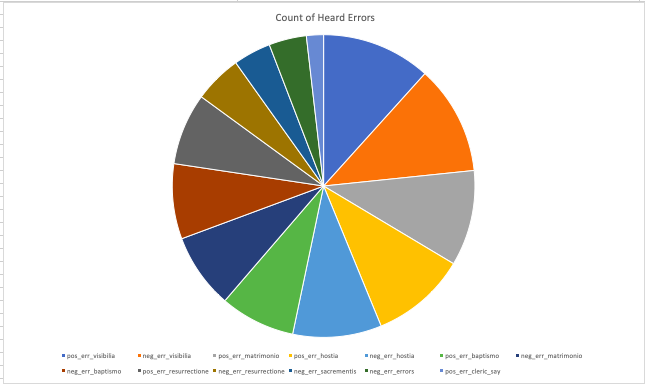 Count of Heard Errors
pos_err_visibilia neg_err_visibilia pos_err_matrimonio pos_err_hostia neg_err_hostia pos_err_baptismo neg_err_matrimonio
neg_err_baptismo pos_err_resurrectione neg_err_resurrectione neg_err_sacrementis neg_err_errors pos_err_cleric_say